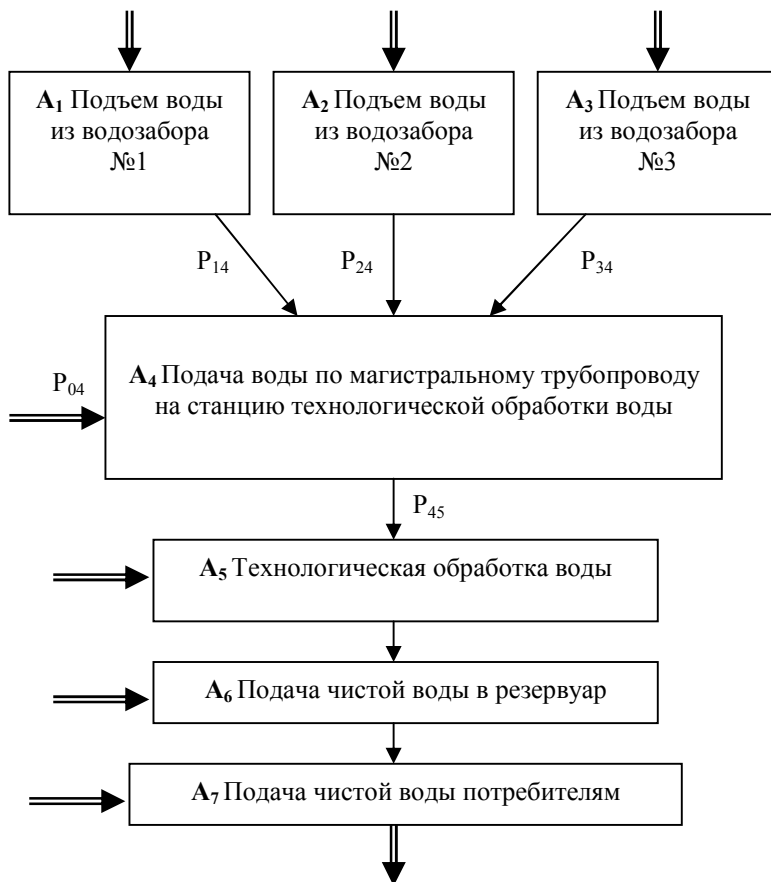 A₁ Подъем воды
из водозабора
№1
A₂ Подъем воды
из водозабора
№2
A₃ Подъем воды
из водозабора
№3
P₁₄
P₂₄
P₃₄
P₀₄
A₄ Подача воды по магистральному трубопроводу
на станцию технологической обработки воды
P₄₅
A₅ Технологическая обработка воды
A₆ Подача чистой воды в резервуар
A₇ Подача чистой воды потребителям